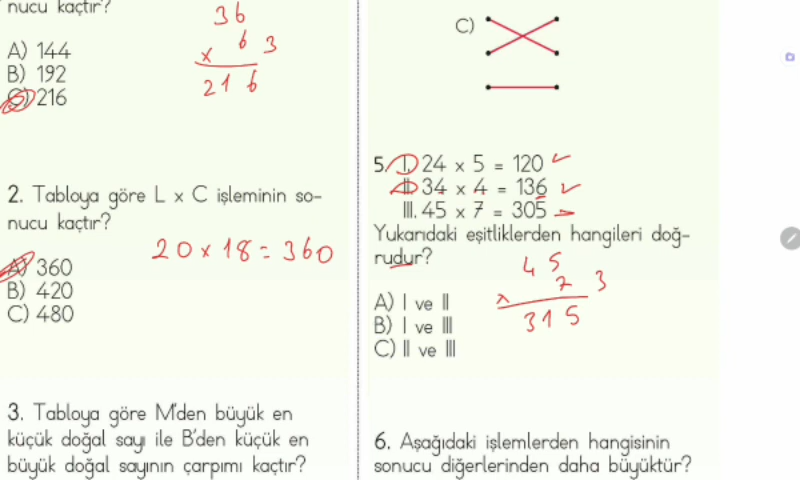 nucu kaçtır?
36
x 6 3
216
A) 144
B) 192
C) 216
2. Tabloya göre L x C işleminin so-
nucu kaçtır?
20 x 18 = 360
A) 360
B) 420
C) 480
3. Tabloya göre M'den büyük en
küçük doğal sayı ile B'den küçük en
büyük doğal sayının çarpımı kaçtır?
C)
5. I. 24 x 5 = 120
II. 34 x 4 = 136
III. 45 x 7 = 305
Yukarıdaki eşitliklerden hangileri doğ-
rudur?
45
x 7 3
315
A) I ve II
B) I ve III
C) II ve III
6. Aşağıdaki işlemlerden hangisinin
sonucu diğerlerinden daha büyüktür?